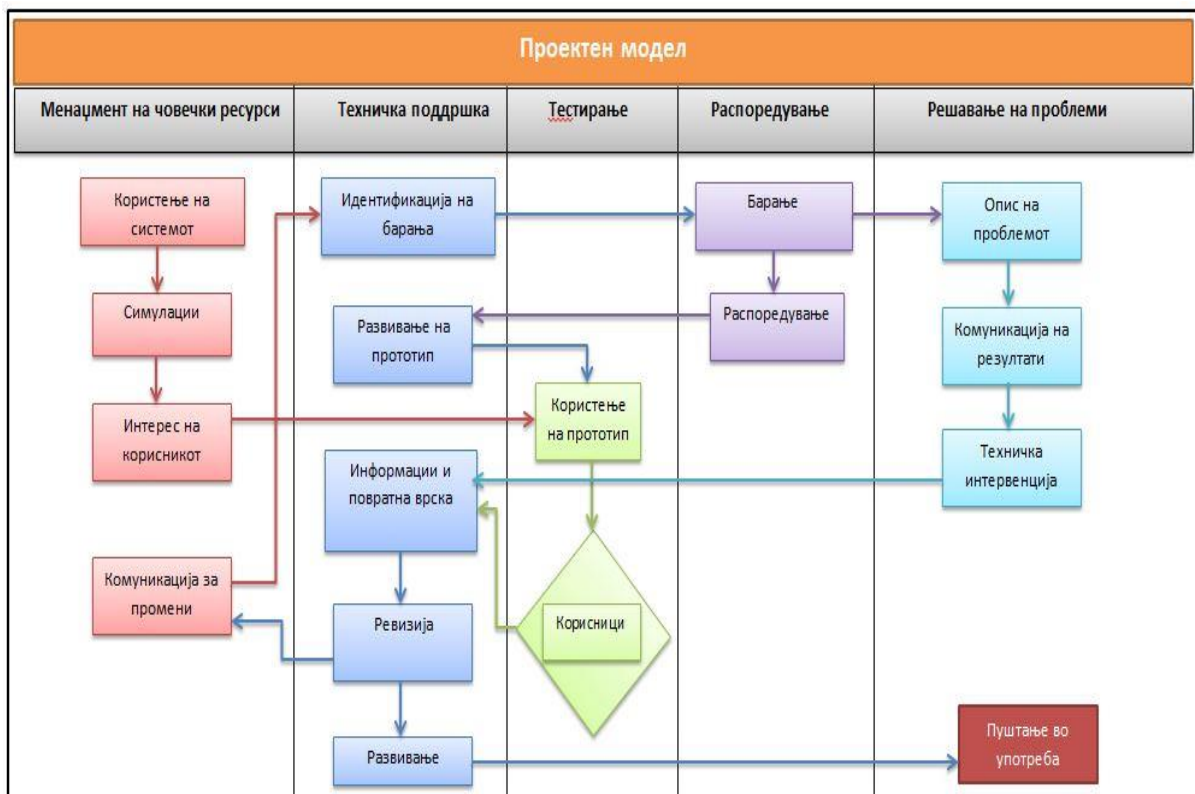 Проектен модел
Менаџмент на човечки ресурси
Техничка поддршка
Тестирање
Распоредување
Решавање на проблеми
Користење на
системот
Симулации
Интерес на
корисникот
Комуникација за
промени
Идентификација на
барања
Развивање на
прототип
Информации и
повратна врска
Ревизија
Развивање
Користење
на прототип
Корисници
Барање
Распоредување
Опис на
проблемот
Комуникација на
резултати
Техничка
интервенција
Пуштање во
употреба